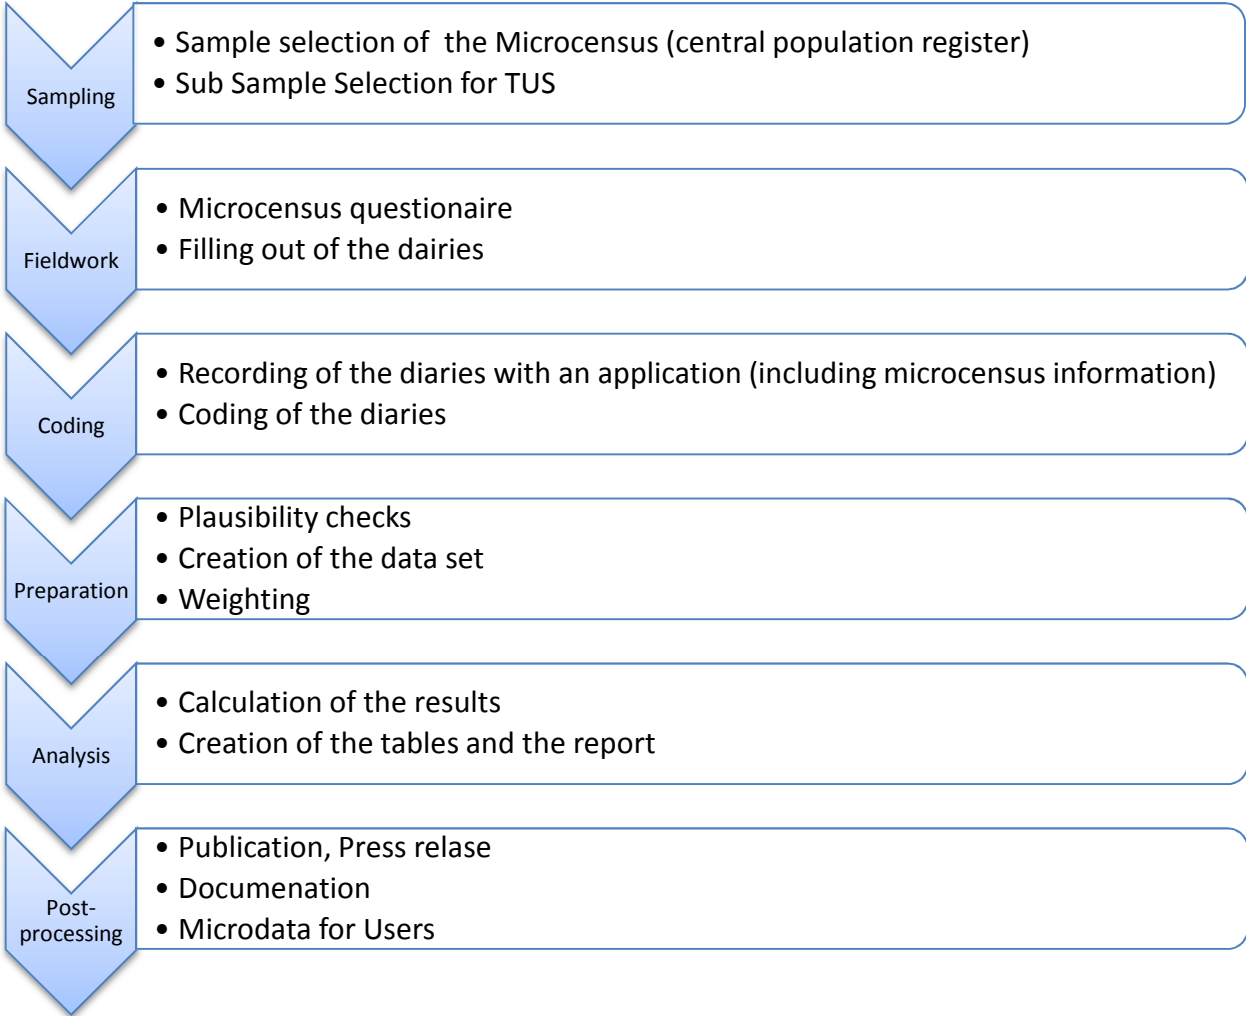 Sampling
• Sample selection of  the Microcensus (central population register)
• Sub Sample Selection for TUS
Fieldwork
• Microcensus questionaire
• Filling out of the dairies
Coding
• Recording of the diaries with an application (including microcensus information)
• Coding of the diaries
Preparation
• Plausibility checks
• Creation of the data set
• Weighting
Analysis
• Calculation of the results
• Creation of the tables and the report
Post-
processing
• Publication, Press relase
• Documenation
• Microdata for Users